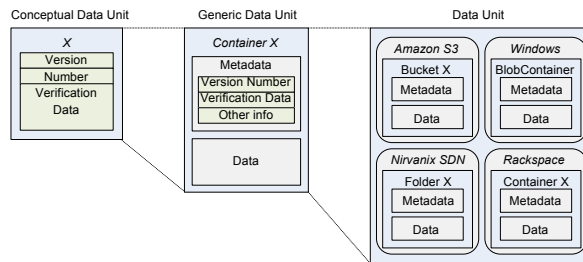 Conceptual Data Unit
Generic Data Unit
Data Unit
X
Version
Number
Verification
Data
Container X
Metadata
Version Number
Verification Data
Other info
Data
Amazon S3
Bucket X
Metadata
Data
Windows
BlobContainer
Metadata
Data
Nirvanix SDN
Folder X
Metadata
Data
Rackspace
Container X
Metadata
Data